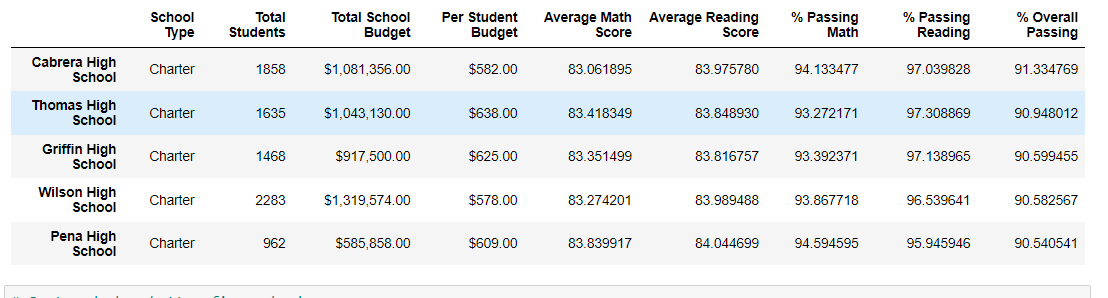 School Type Total Students Total School Budget Per Student Budget Average Math Score Average Reading Score % Passing Math % Passing Reading % Overall Passing
Cabrera High School Charter 1858 $1,081,356.00 $582.00 83.061895 83.975780 94.133477 97.039828 91.334769
Thomas High School Charter 1635 $1,043,130.00 $638.00 83.418349 83.848930 93.272171 97.308869 90.948012
Griffin High School Charter 1468 $917,500.00 $625.00 83.351499 83.816757 93.392371 97.138965 90.599455
Wilson High School Charter 2283 $1,319,574.00 $578.00 83.274201 83.989488 93.867718 96.539641 90.582567
Pena High School Charter 962 $585,858.00 $609.00 83.839917 84.044699 94.594595 95.945946 90.540541